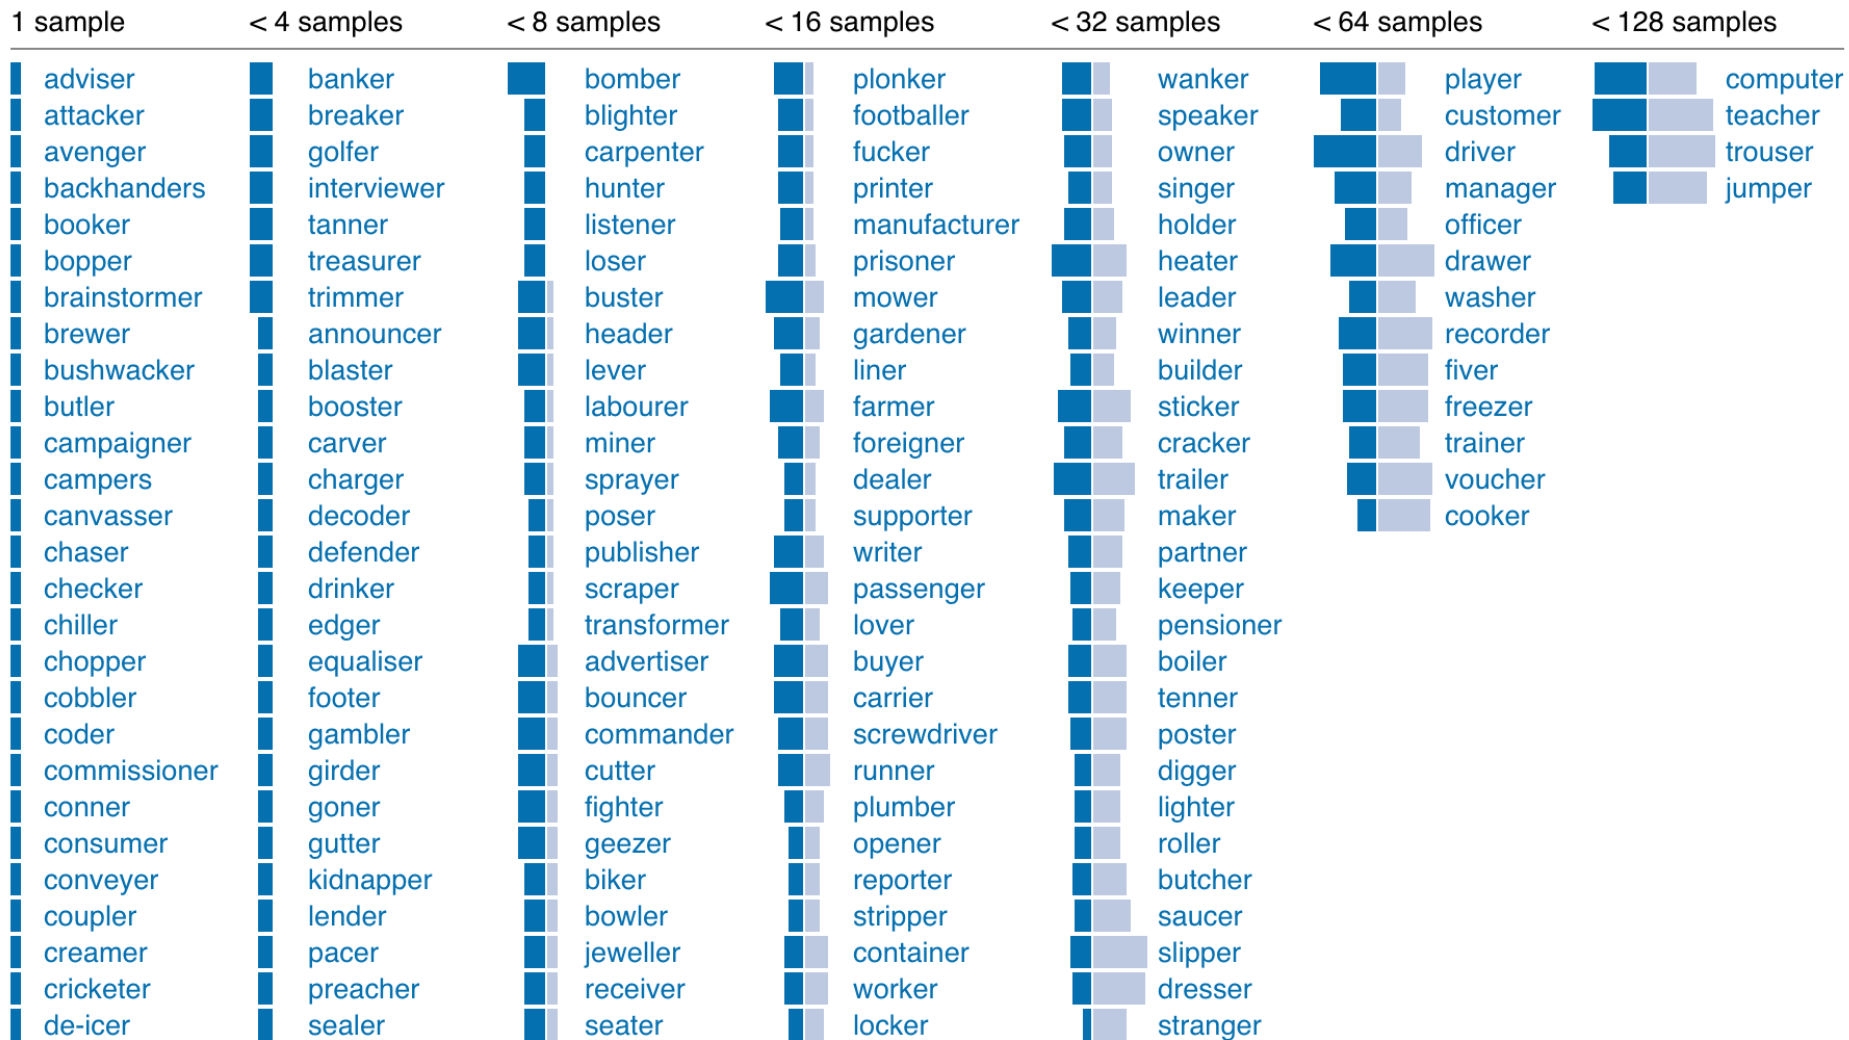 1 sample < 4 samples < 8 samples < 16 samples < 32 samples < 64 samples < 128 samples
adviser banker bomber plonker wanker player computer
attacker breaker blighter footballer speaker customer teacher
avenger golfer carpenter fucker owner driver trouser
backhanders interviewer hunter printer singer manager jumper
booker tanner listener manufacturer holder officer
bopper treasurer loser prisoner heater drawer
brainstormer trimmer buster mower leader washer
brewer announcer header gardener winner recorder
bushwacker blaster lever liner builder fiver
butler booster labourer farmer sticker freezer
campaigner carver miner foreigner cracker trainer
campers charger sprayer dealer trailer voucher
canvasser decoder poser supporter maker cooker
chaser defender publisher writer partner
checker drinker scraper passenger keeper
chiller edger transformer lover pensioner
chopper equaliser advertiser buyer boiler
cobbler footer bouncer carrier tenner
coder gambler commander screwdriver poster
commissioner girder cutter runner digger
conner goner fighter plumber lighter
consumer gutter geezer opener roller
conveyer kidnapper biker reporter butcher
coupler lender bowler stripper saucer
creamer pacer jeweller container slipper
cricketer preacher receiver worker dresser
de-icer sealer seater locker stranger